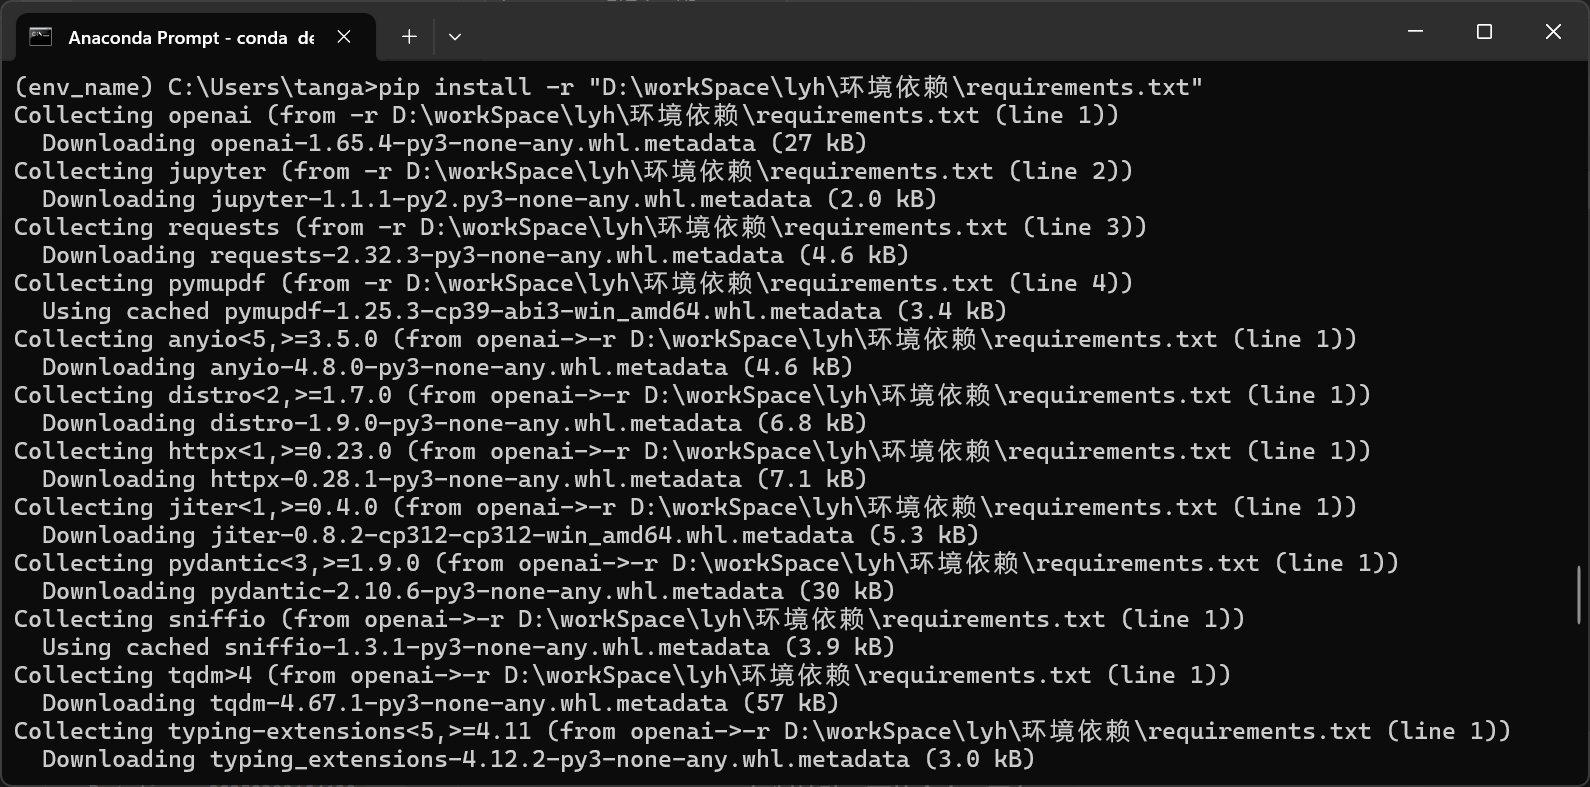 Anaconda Prompt - conda de
(env_name) C:\Users\tanga>pip install -r "D:\workSpace\lyh\环境依赖\requirements.txt"
Collecting openai (from -r D:\workSpace\lyh\环境依赖\requirements.txt (line 1))
  Downloading openai-1.65.4-py3-none-any.whl.metadata (27 kB)
Collecting jupyter (from -r D:\workSpace\lyh\环境依赖\requirements.txt (line 2))
  Downloading jupyter-1.1.1-py2.py3-none-any.whl.metadata (2.0 kB)
Collecting requests (from -r D:\workSpace\lyh\环境依赖\requirements.txt (line 3))
  Downloading requests-2.32.3-py3-none-any.whl.metadata (4.6 kB)
Collecting pymupdf (from -r D:\workSpace\lyh\环境依赖\requirements.txt (line 4))
  Using cached pymupdf-1.25.3-cp39-abi3-win_amd64.whl.metadata (3.4 kB)
Collecting anyio<5,>=3.5.0 (from openai->-r D:\workSpace\lyh\环境依赖\requirements.txt (line 1))
  Downloading anyio-4.8.0-py3-none-any.whl.metadata (4.6 kB)
Collecting distro<2,>=1.7.0 (from openai->-r D:\workSpace\lyh\环境依赖\requirements.txt (line 1))
  Downloading distro-1.9.0-py3-none-any.whl.metadata (6.8 kB)
Collecting httpx<1,>=0.23.0 (from openai->-r D:\workSpace\lyh\环境依赖\requirements.txt (line 1))
  Downloading httpx-0.28.1-py3-none-any.whl.metadata (7.1 kB)
Collecting jiter<1,>=0.4.0 (from openai->-r D:\workSpace\lyh\环境依赖\requirements.txt (line 1))
  Downloading jiter-0.8.2-cp312-cp312-win_amd64.whl.metadata (5.3 kB)
Collecting pydantic<3,>=1.9.0 (from openai->-r D:\workSpace\lyh\环境依赖\requirements.txt (line 1))
  Downloading pydantic-2.10.6-py3-none-any.whl.metadata (30 kB)
Collecting sniffio (from openai->-r D:\workSpace\lyh\环境依赖\requirements.txt (line 1))
  Using cached sniffio-1.3.1-py3-none-any.whl.metadata (3.9 kB)
Collecting tqdm>4 (from openai->-r D:\workSpace\lyh\环境依赖\requirements.txt (line 1))
  Downloading tqdm-4.67.1-py3-none-any.whl.metadata (57 kB)
Collecting typing-extensions<5,>=4.11 (from openai->-r D:\workSpace\lyh\环境依赖\requirements.txt (line 1))
  Downloading typing_extensions-4.12.2-py3-none-any.whl.metadata (3.0 kB)